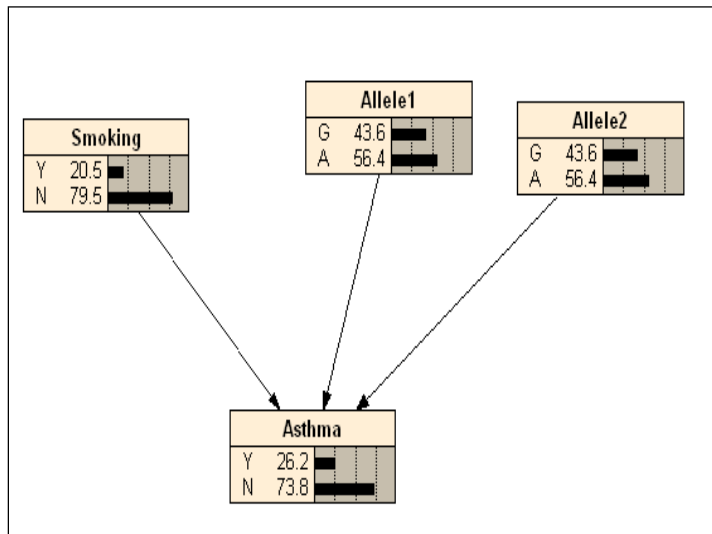 Smoking
Y 20.5
N 79.5
Allele1
G 43.6
A 56.4
Allele2
G 43.6
A 56.4
Asthma
Y 26.2
N 73.8